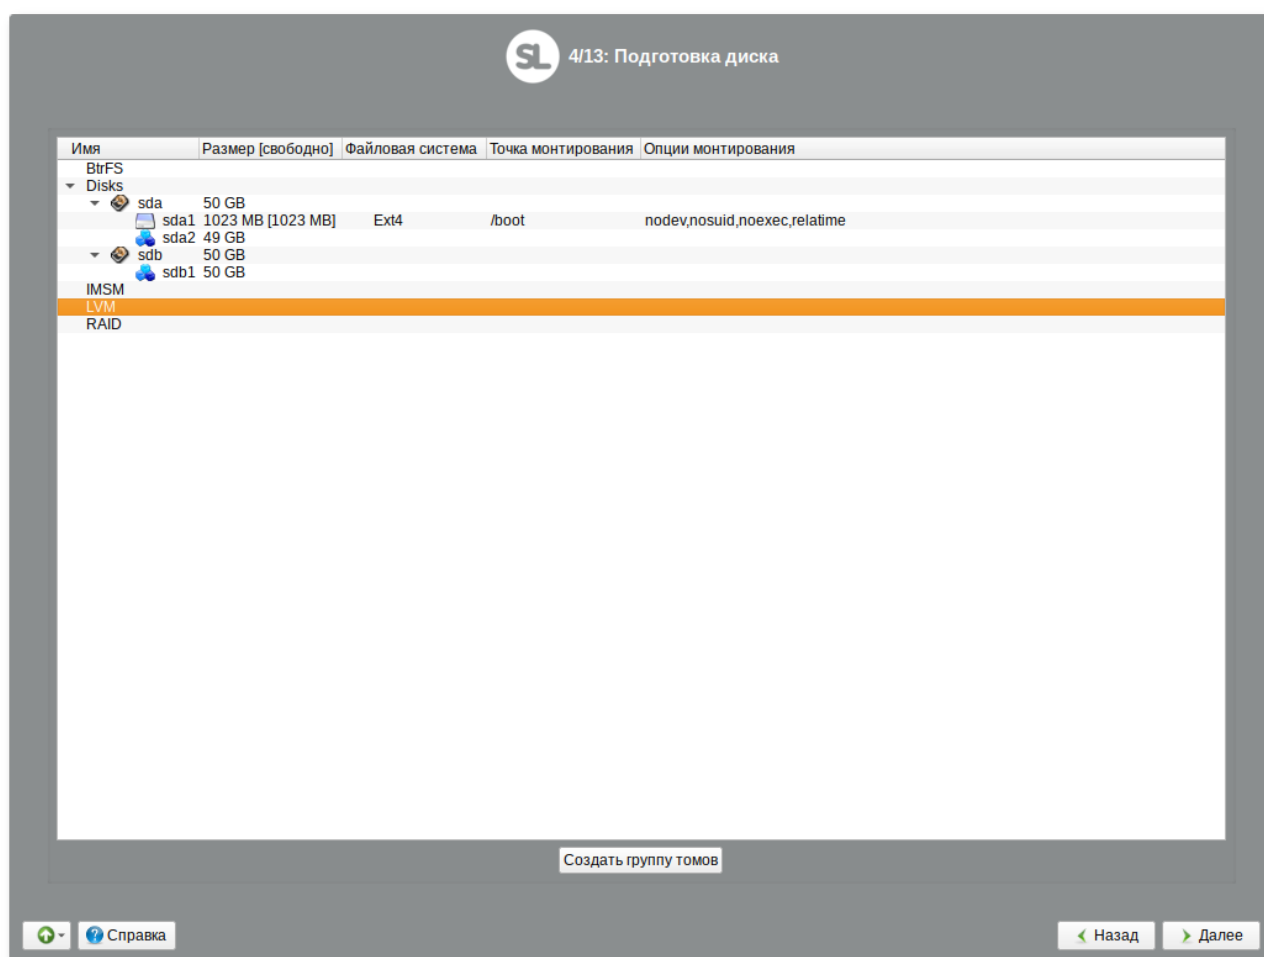 SL 4/13: Подготовка диска
Имя Размер [свободно] Файловая система Точка монтирования Опции монтирования
BtrFS
Disks
sda 50 GB
sda1 1023 MB [1023 MB] Ext4 /boot nodev,nosuid,noexec,relatime
sda2 49 GB
sdb 50 GB
sdb1 50 GB
IMSM
LVM
RAID
Создать группу томов
Справка Назад Далее